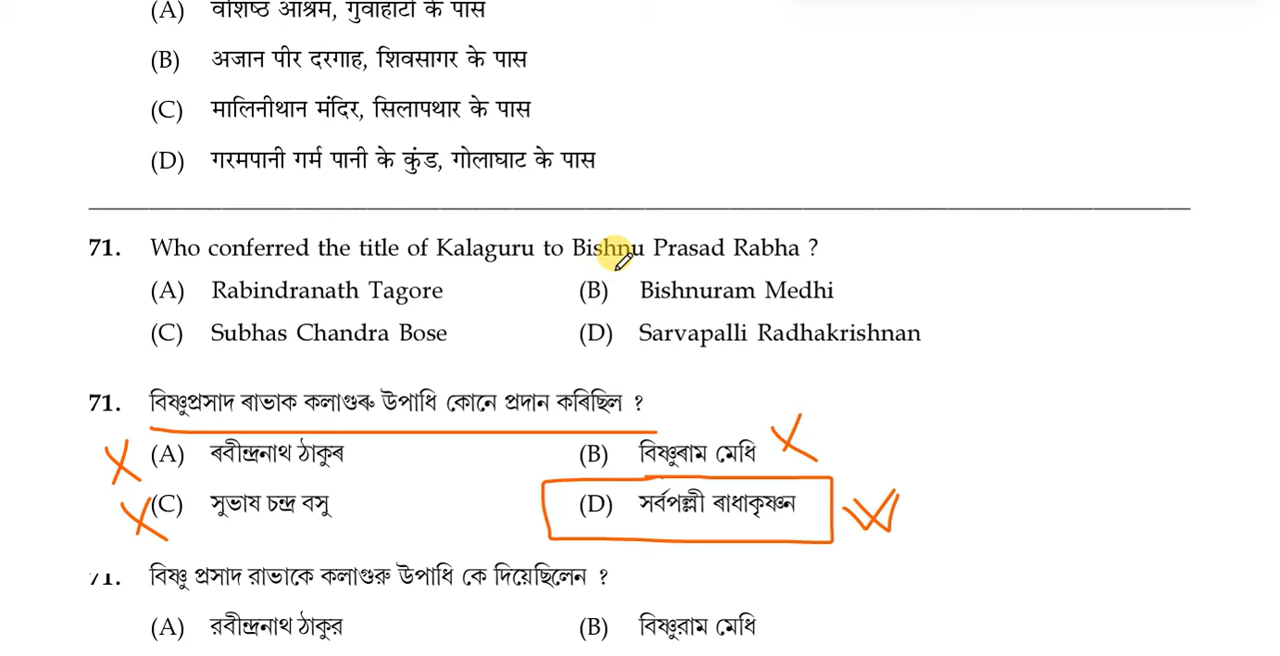 (A) वशिष्ठ आश्रम, गुवाहाटी के पास
(B) अजान पीर दरगाह, शिवसागर के पास
(C) मालिनीथान मंदिर, सिलापथार के पास
(D) गरमपानी गर्म पानी के कुंड, गोलाघाट के पास
71. Who conferred the title of Kalaguru to Bishnu Prasad Rabha ?
(A) Rabindranath Tagore (B) Bishnuram Medhi
(C) Subhas Chandra Bose (D) Sarvapalli Radhakrishnan
71. বিষ্ণুপ্ৰসাদ ৰাভাক কলাগুৰু উপাধি কোনে প্ৰদান কৰিছিল ?
(A) ৰবীন্দ্ৰনাথ ঠাকুৰ (B) বিষ্ণুৰাম মেধি
(C) সুভাষ চন্দ্ৰ বসু (D) সৰ্বপল্লী ৰাধাকৃষ্ণন
71. বিষ্ণু প্রসাদ রাভাকে কলাগুরু উপাধি কে দিয়েছিলেন ?
(A) রবীন্দ্রনাথ ঠাকুর (B) বিষ্ণুরাম মেধি